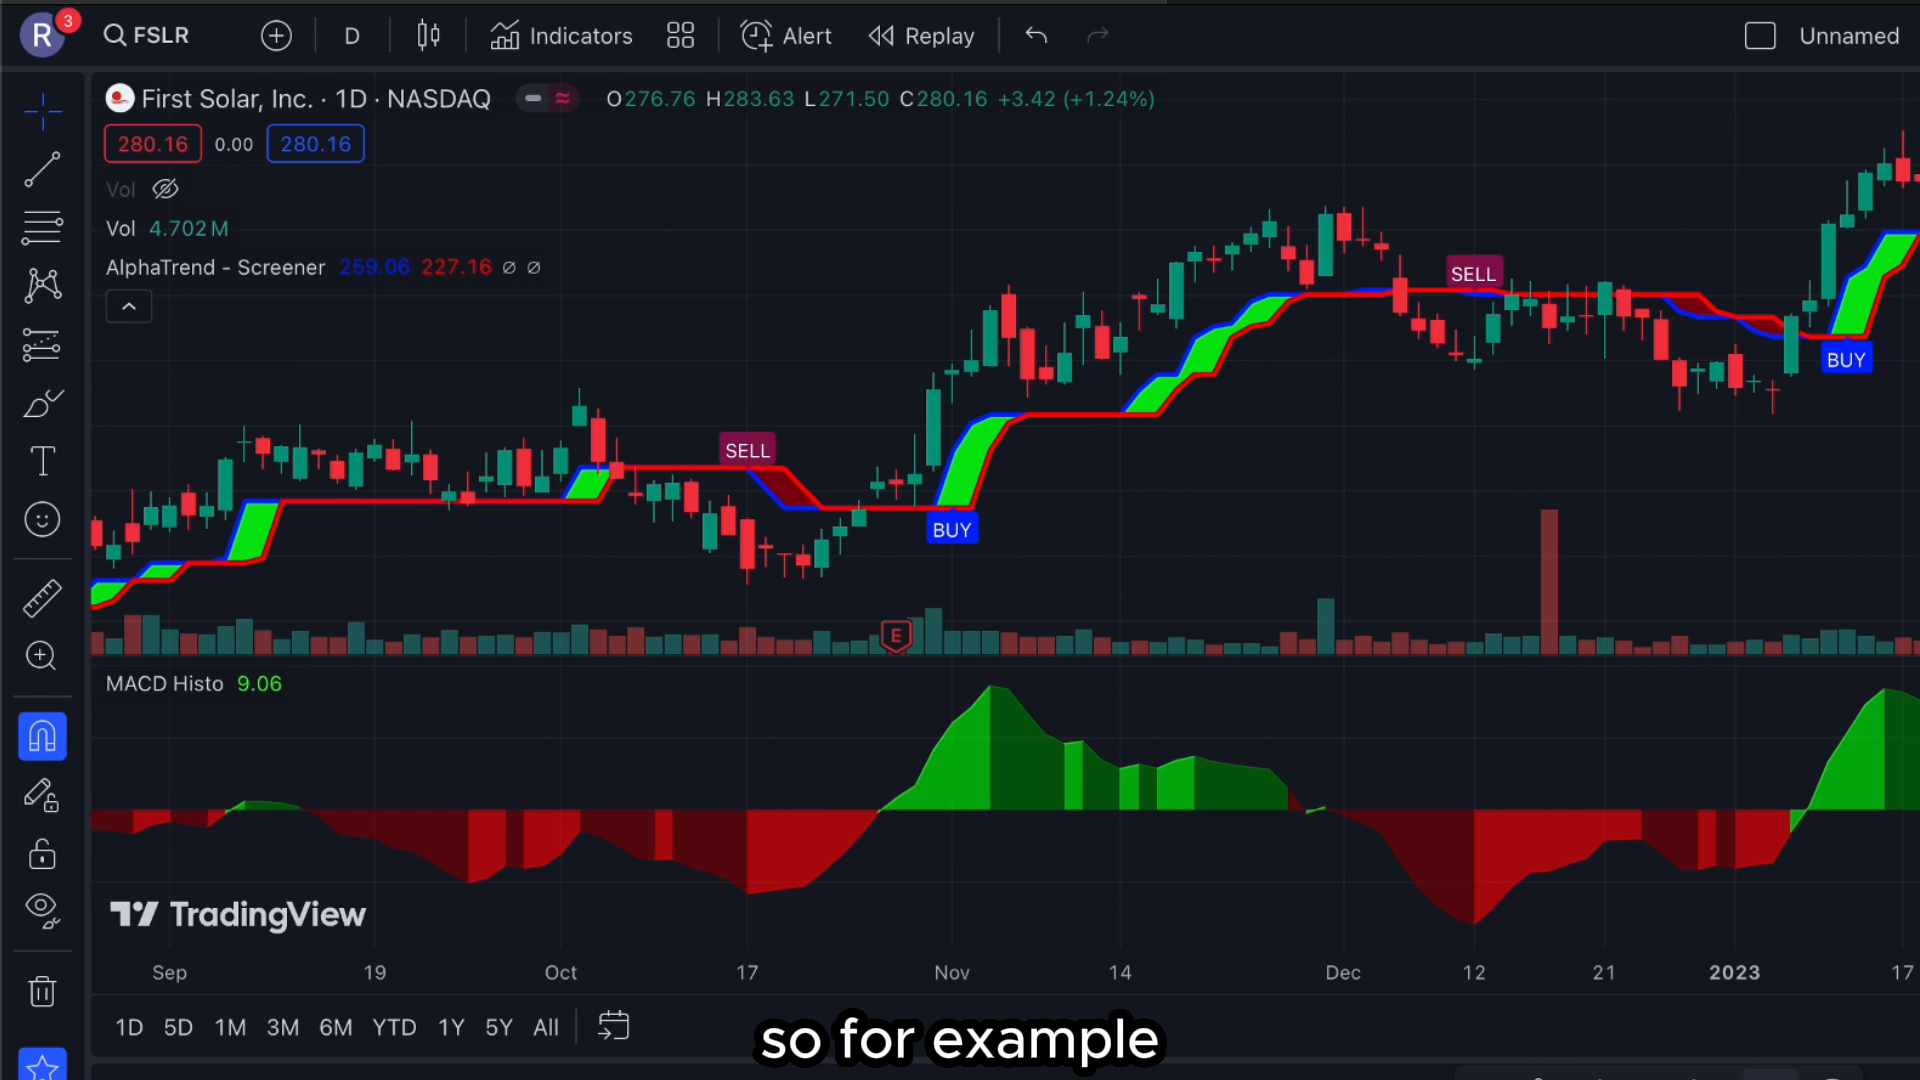 R 3 FSLR D Indicators Alert Replay Unnamed
First Solar, Inc. · 1D · NASDAQ O276.76 H283.63 L271.50 C280.16 +3.42 (+1.24%)
280.16 0.00 280.16
Vol
Vol 4.702M
AlphaTrend - Screener 259.06 227.16 ∅ ∅
SELL
BUY
SELL
BUY
E
MACD Histo 9.06
TradingView
Sep 19 Oct 17 Nov 14 Dec 12 21 2023 17
1D 5D 1M 3M 6M YTD 1Y 5Y All
so for example